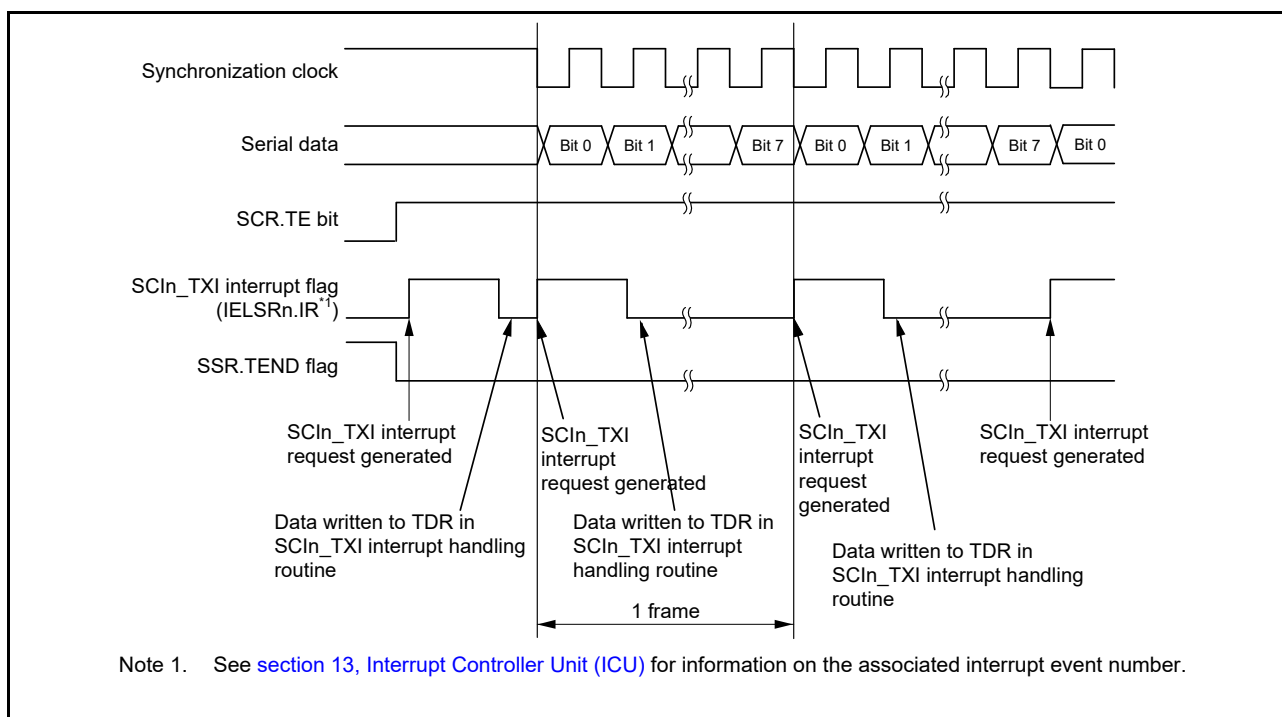 Synchronization clock
Serial data
Bit 0 Bit 1 Bit 7 Bit 0 Bit 1 Bit 7 Bit 0
SCR.TE bit
SCIn_TXI interrupt flag
(IELSRn.IR*1)
SSR.TEND flag
SCIn_TXI interrupt
request generated
SCIn_TXI
interrupt
request generated
SCIn_TXI
interrupt
request
generated
SCIn_TXI interrupt
request generated
Data written to TDR in
SCIn_TXI interrupt handling
routine
Data written to TDR in
SCIn_TXI interrupt
handling routine
Data written to TDR in
SCIn_TXI interrupt handling
routine
1 frame
Note 1. See section 13, Interrupt Controller Unit (ICU) for information on the associated interrupt event number.